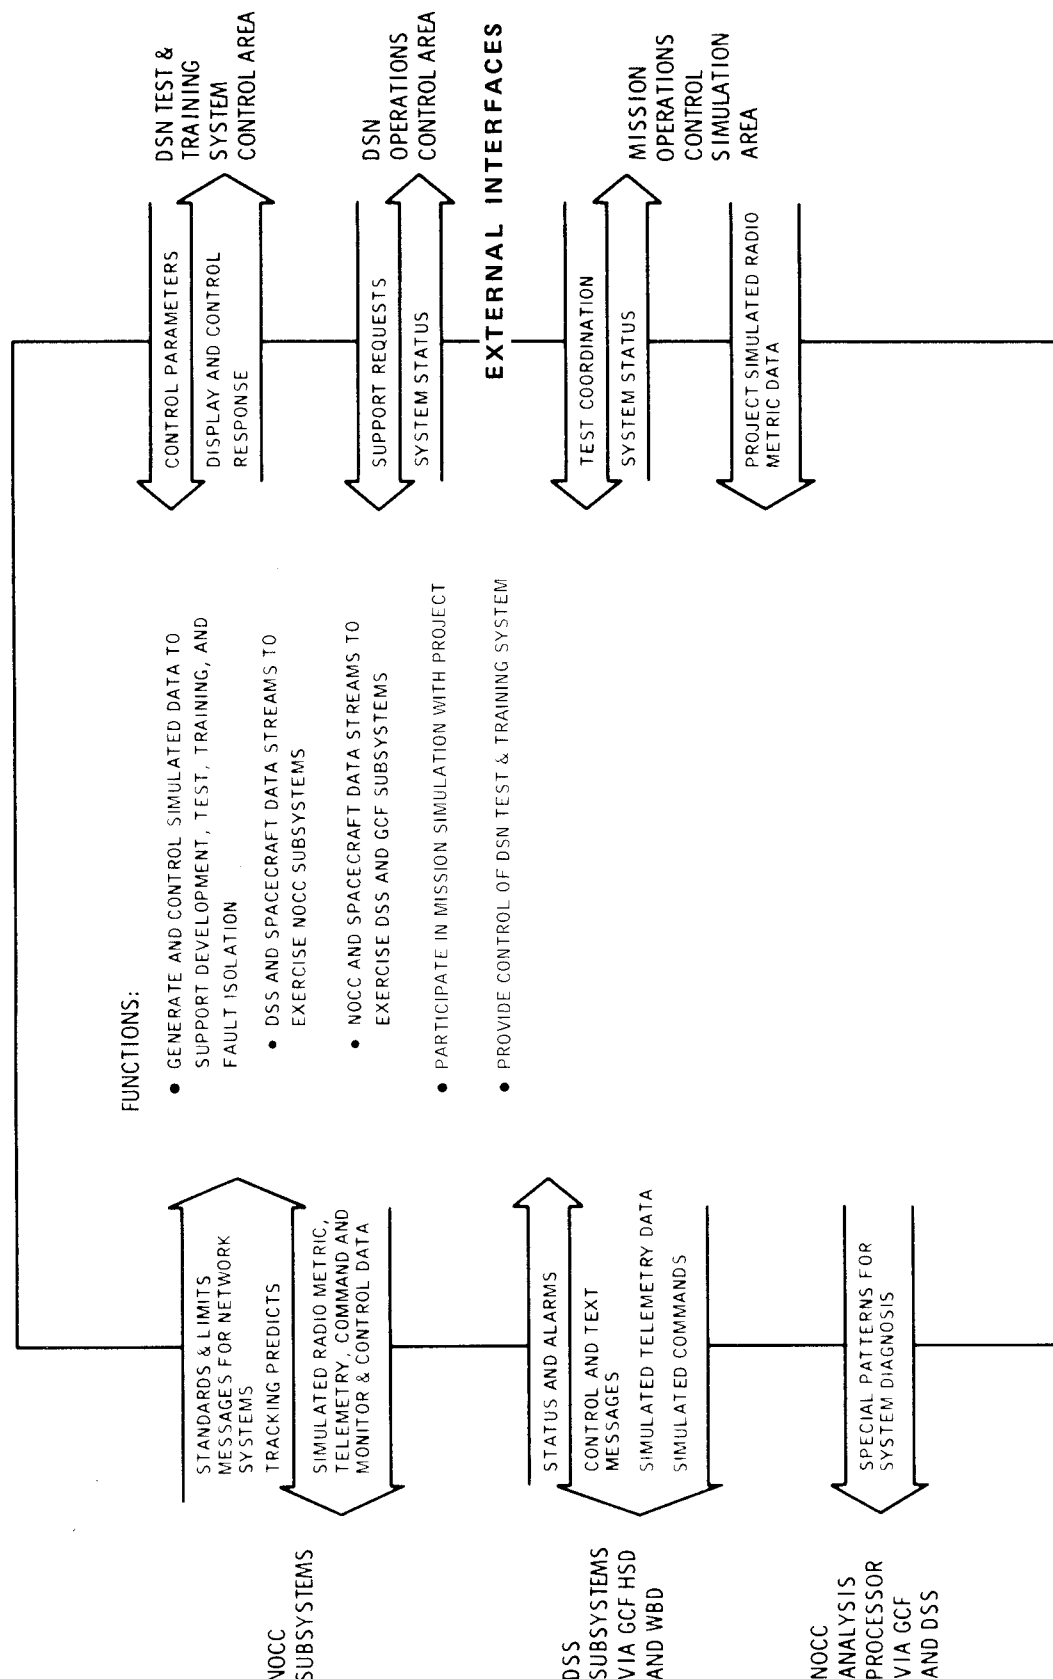 NOCC
SUBSYSTEMS
STANDARDS & LIMITS
MESSAGES FOR NETWORK
SYSTEMS
TRACKING PREDICTS
SIMULATED RADIO METRIC,
TELEMETRY, COMMAND AND
MONITOR & CONTROL DATA
DSS
SUBSYSTEMS
VIA GCF HSD
AND WBD
STATUS AND ALARMS
CONTROL AND TEXT
MESSAGES
SIMULATED TELEMETRY DATA
SIMULATED COMMANDS
NOCC
ANALYSIS
PROCESSOR
VIA GCF
AND DSS
SPECIAL PATTERNS FOR
SYSTEM DIAGNOSIS
FUNCTIONS:
• GENERATE AND CONTROL SIMULATED DATA TO
SUPPORT DEVELOPMENT, TEST, TRAINING, AND
FAULT ISOLATION
• DSS AND SPACECRAFT DATA STREAMS TO
EXERCISE NOCC SUBSYSTEMS
• NOCC AND SPACECRAFT DATA STREAMS TO
EXERCISE DSS AND GCF SUBSYSTEMS
• PARTICIPATE IN MISSION SIMULATION WITH PROJECT
• PROVIDE CONTROL OF DSN TEST & TRAINING SYSTEM
CONTROL PARAMETERS
DISPLAY AND CONTROL
RESPONSE
DSN TEST &
TRAINING
SYSTEM
CONTROL AREA
SUPPORT REQUESTS
SYSTEM STATUS
DSN
OPERATIONS
CONTROL AREA
EXTERNAL INTERFACES
TEST COORDINATION
SYSTEM STATUS
MISSION
OPERATIONS
CONTROL
SIMULATION
AREA
PROJECT SIMULATED RADIO
METRIC DATA